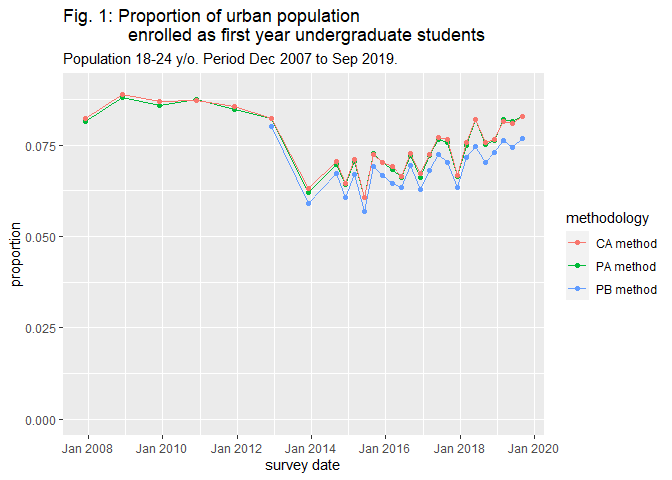 Fig. 1: Proportion of urban population
enrolled as first year undergraduate students
Population 18-24 y/o. Period Dec 2007 to Sep 2019.
0.075
0.050
0.025
0.000
proportion
Jan 2008 Jan 2010 Jan 2012 Jan 2014 Jan 2016 Jan 2018 Jan 2020
survey date
methodology
CA method
PA method
PB method